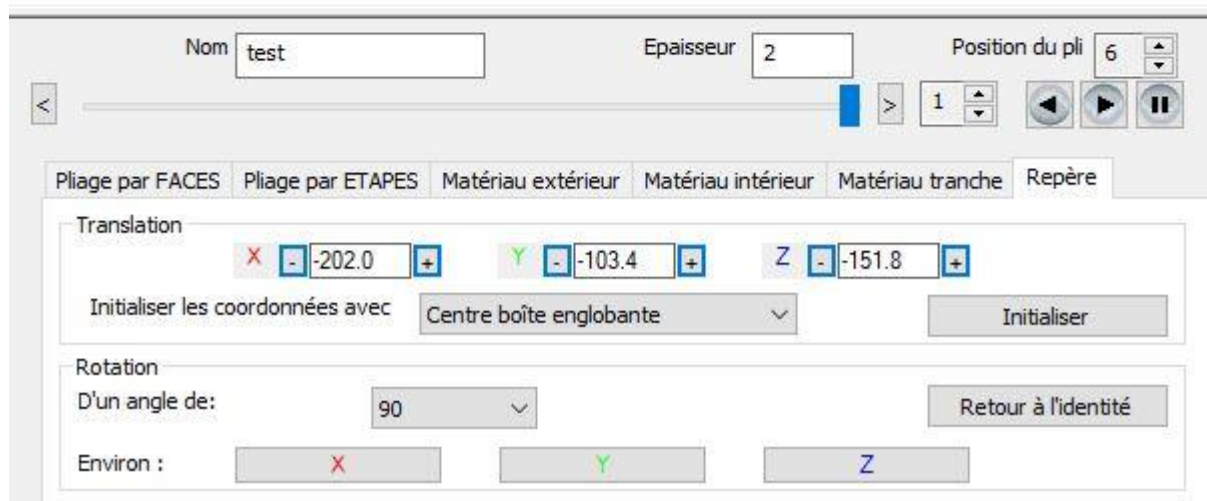 Nom test Epaisseur 2 Position du pli 6
< > 1
Pliage par FACES Pliage par ETAPES Matériau extérieur Matériau intérieur Matériau tranche Repère
Translation
X - -202.0 + Y - -103.4 + Z - -151.8 +
Initialiser les coordonnées avec Centre boîte englobante Initialiser
Rotation
D'un angle de: 90 Retour à l'identité
Environ : X Y Z